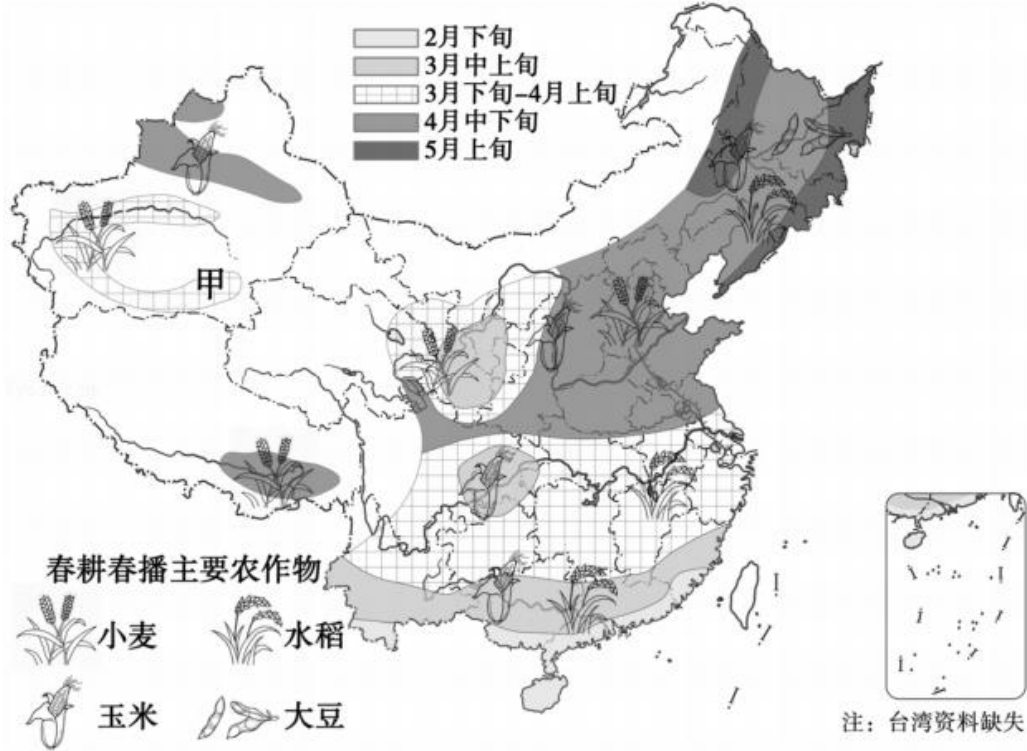 2月下旬
3月中上旬
3月下旬-4月上旬
4月中下旬
5月上旬
甲
春耕春播主要农作物
小麦 水稻
玉米 大豆
注：台湾资料缺失